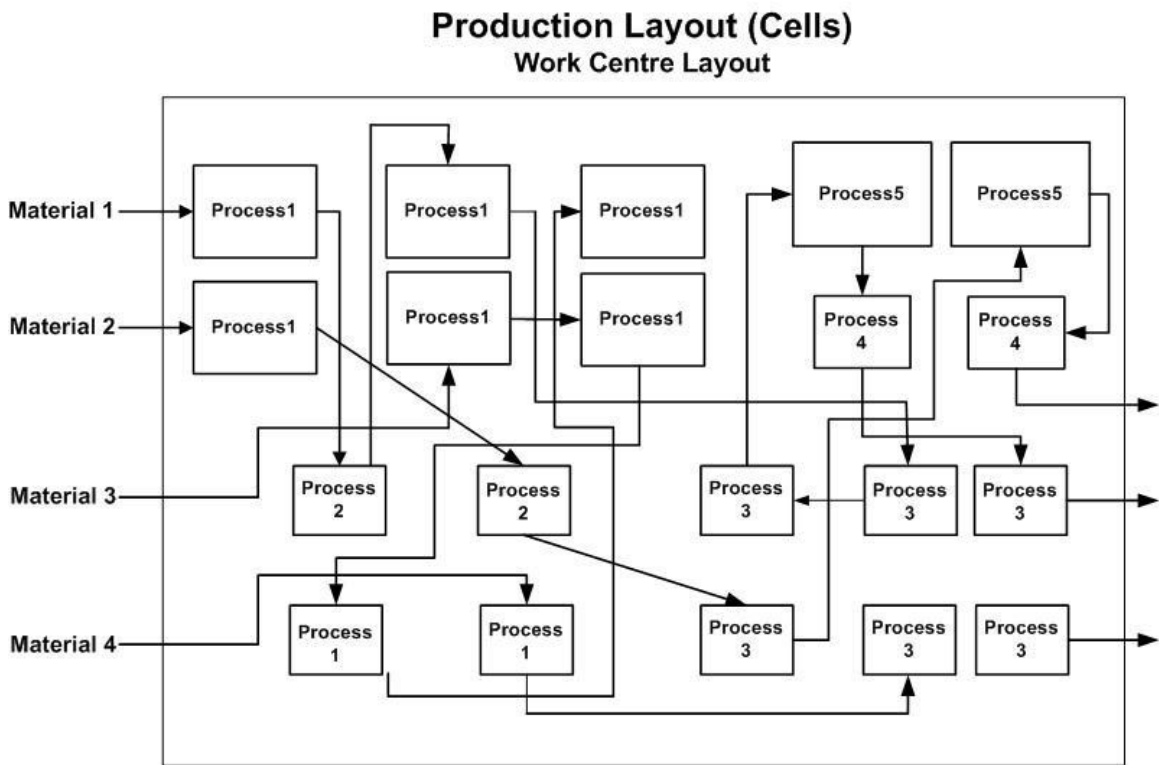 Production Layout (Cells)
Work Centre Layout
Process5
Process5
Material 1
Process1
Process1
Process1
Process1
Process1
Material 2
Process1
Process
4
Process
4
Material 3
Process
2
Process
2
Process
3
Process
3
Process
3
Material 4
Process
1
Process
1
Process
3
Process
3
Process
3